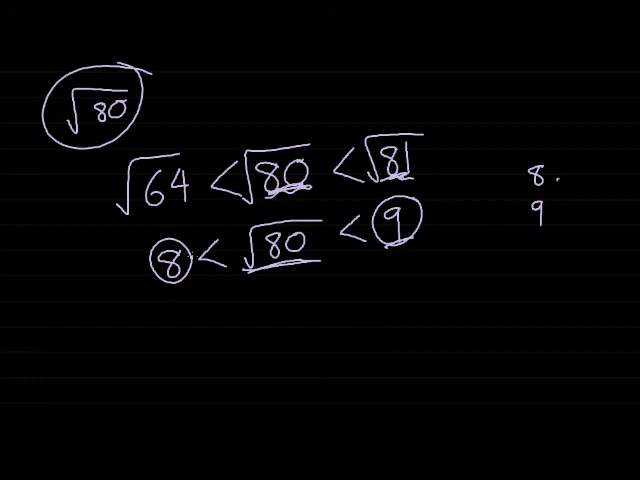 √80
√64 < √80 < √81
8 < √80 < 9
8.
9